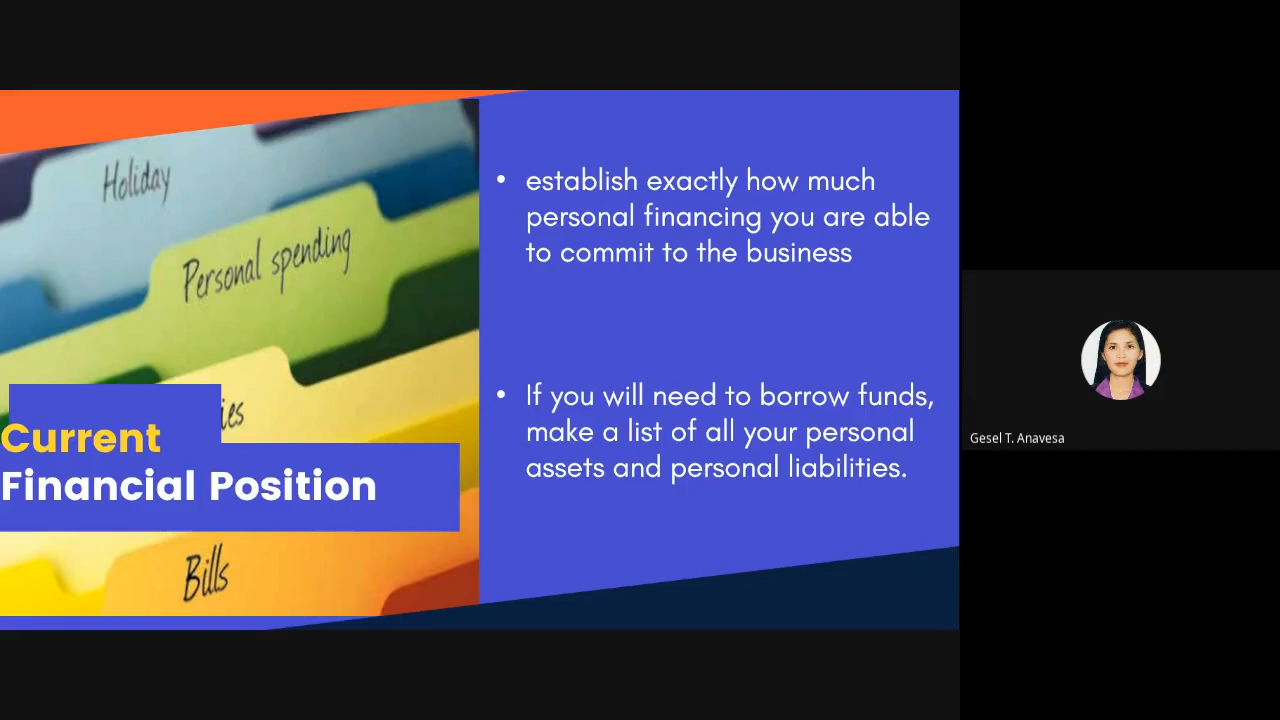 Holiday
Personal spending
ies
Bills
Current
Financial Position
• establish exactly how much
personal financing you are able
to commit to the business
• If you will need to borrow funds,
make a list of all your personal
assets and personal liabilities.
Gesel T. Anavesa